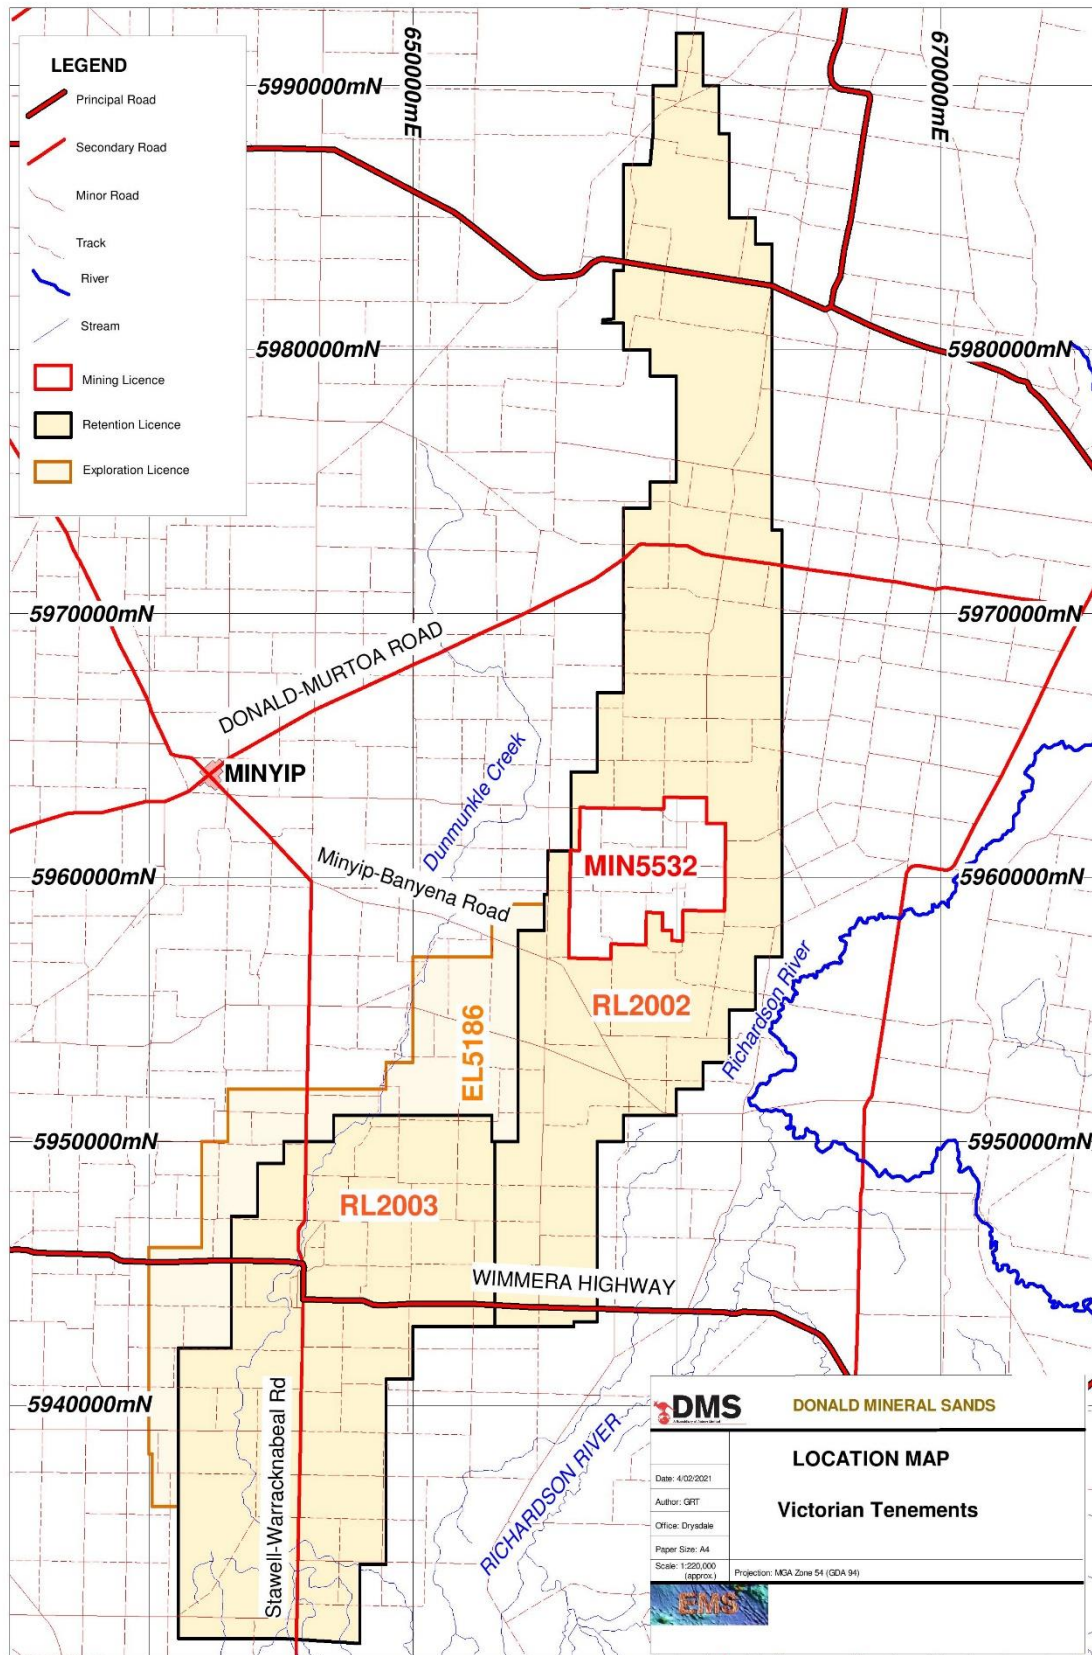 LEGEND
Principal Road
Secondary Road
Minor Road
Track
River
Stream
Mining Licence
Retention Licence
Exploration Licence
650000mE
670000mE
5990000mN
5980000mN
5980000mN
5970000mN
5970000mN
DONALD-MURTOA ROAD
MINYIP
Dunmunkle Creek
Minyip-Banyena Road
MIN5532
5960000mN
5960000mN
RL2002
Richardson River
EL5186
5950000mN
5950000mN
RL2003
WIMMERA HIGHWAY
5940000mN
Stawell-Warracknabeal Rd
RICHARDSON RIVER
DMS
DONALD MINERAL SANDS
LOCATION MAP
Victorian Tenements
Date: 4/02/2021
Author: GRT
Office: Drysdale
Paper Size: A4
Scale: 1:220,000
(approx.)
Projection: MGA Zone 54 (GDA 94)
EMS